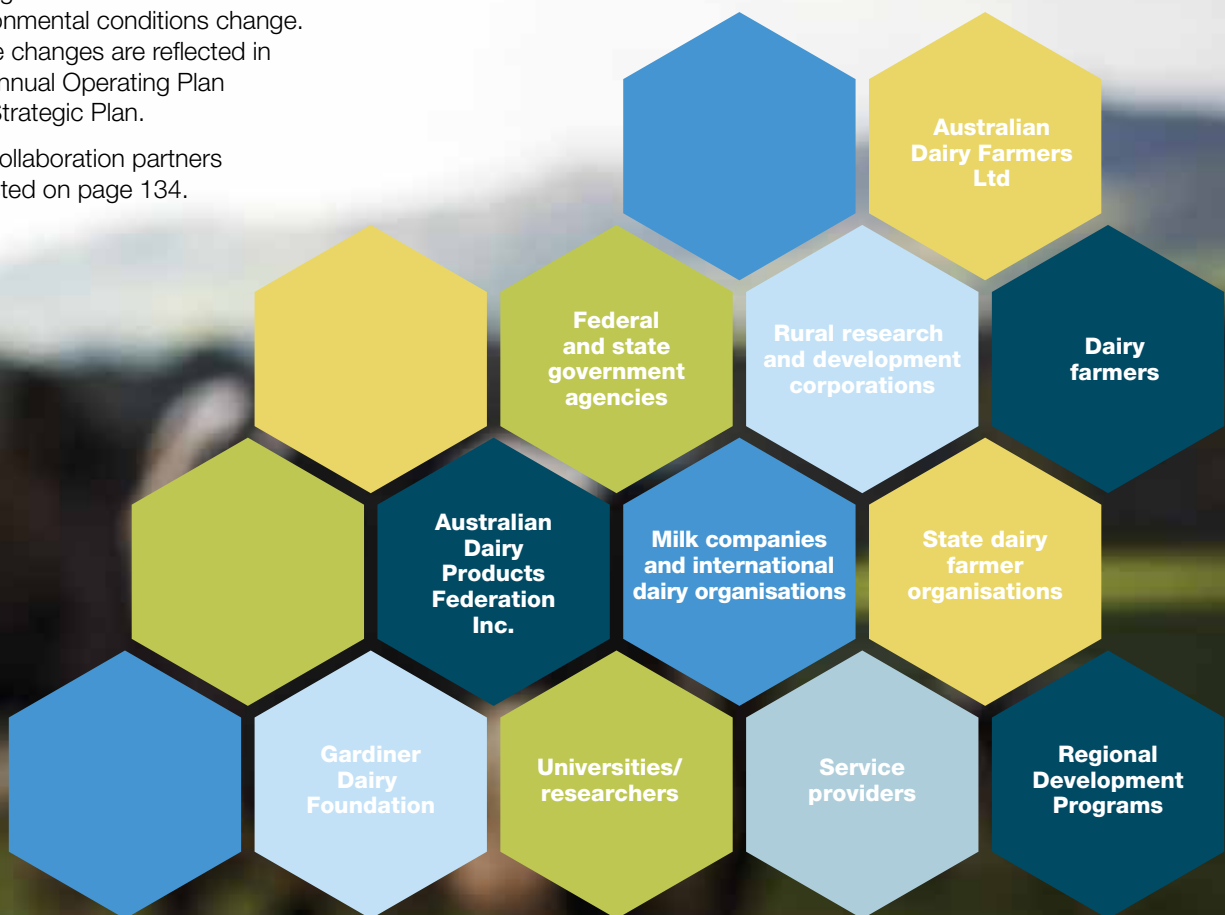 onmental conditions change.
e changes are reflected in
nnual Operating Plan
Strategic Plan.
ollaboration partners
ted on page 134.
Australian
Dairy Farmers
Ltd
Federal
and state
government
agencies
Rural research
and development
corporations
Dairy
farmers
Australian
Dairy
Products
Federation
Inc.
Milk companies
and international
dairy organisations
State dairy
farmer
organisations
Gardiner
Dairy
Foundation
Universities/
researchers
Service
providers
Regional
Development
Programs